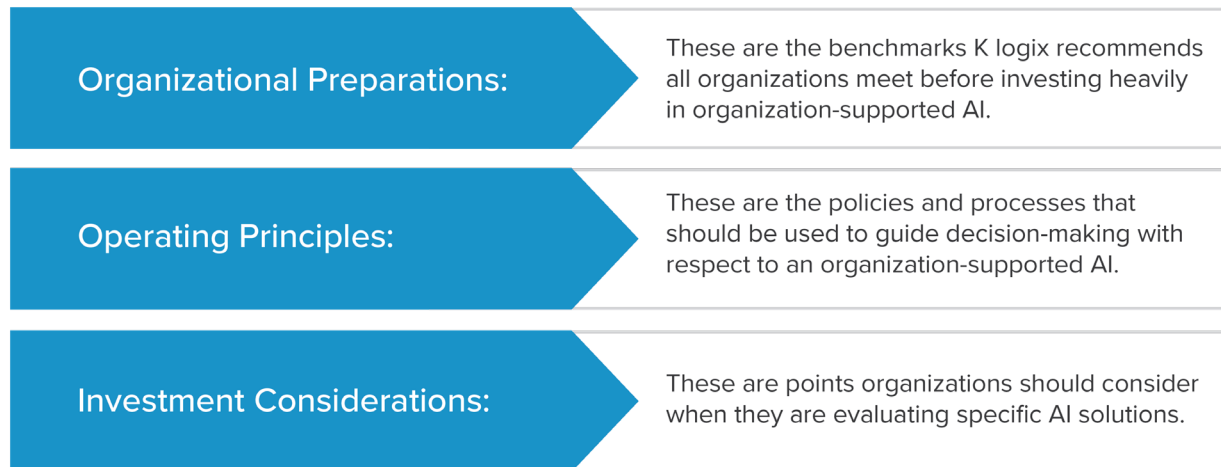 Organizational Preparations:
These are the benchmarks K logix recommends
all organizations meet before investing heavily
in organization-supported AI.
Operating Principles:
These are the policies and processes that
should be used to guide decision-making with
respect to an organization-supported AI.
Investment Considerations:
These are points organizations should consider
when they are evaluating specific AI solutions.